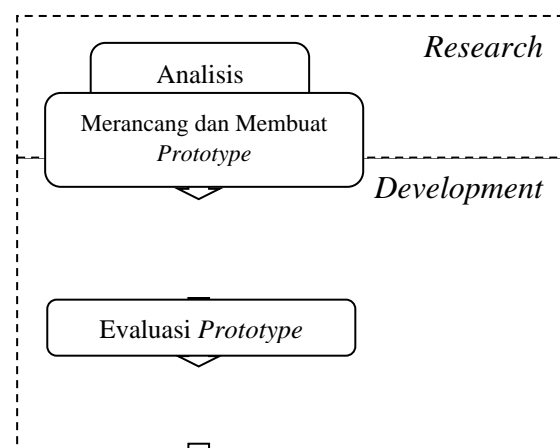 Research
Analisis
Merancang dan Membuat
Prototype
Development
Evaluasi Prototype